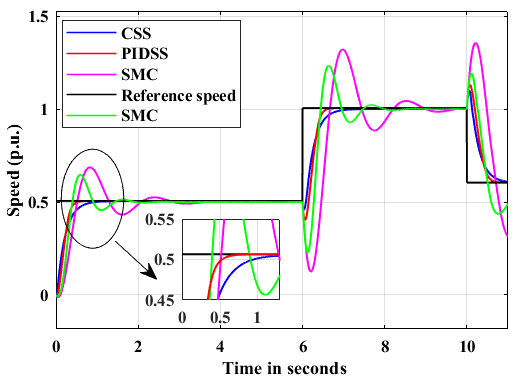 CSS
PIDSS
SMC
Reference speed
SMC
1.5
1
0.5
0
Speed (p.u.)
0.55
0.5
0.45
0 0.5 1
0 2 4 6 8 10
Time in seconds